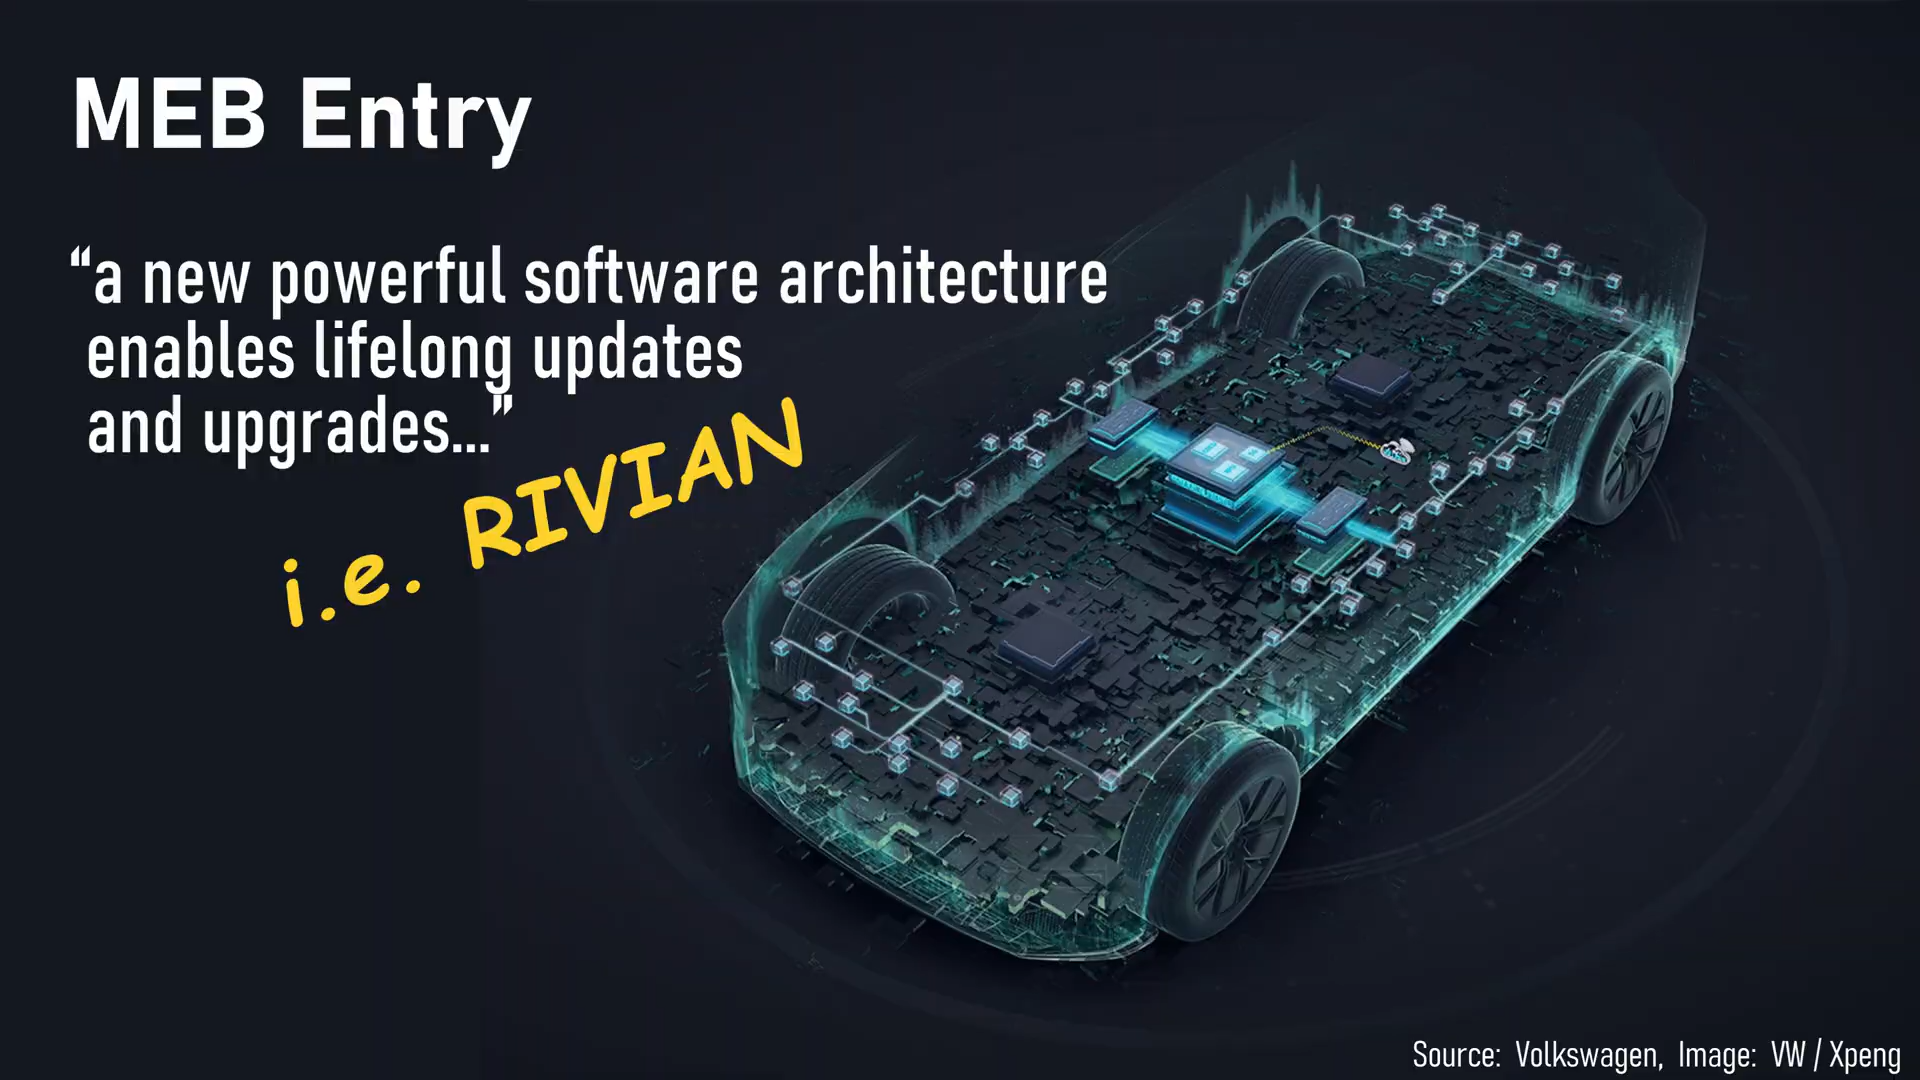 MEB Entry
“a new powerful software architecture
enables lifelong updates
and upgrades...”
i.e. RIVIAN
Source: Volkswagen, Image: VW / Xpeng